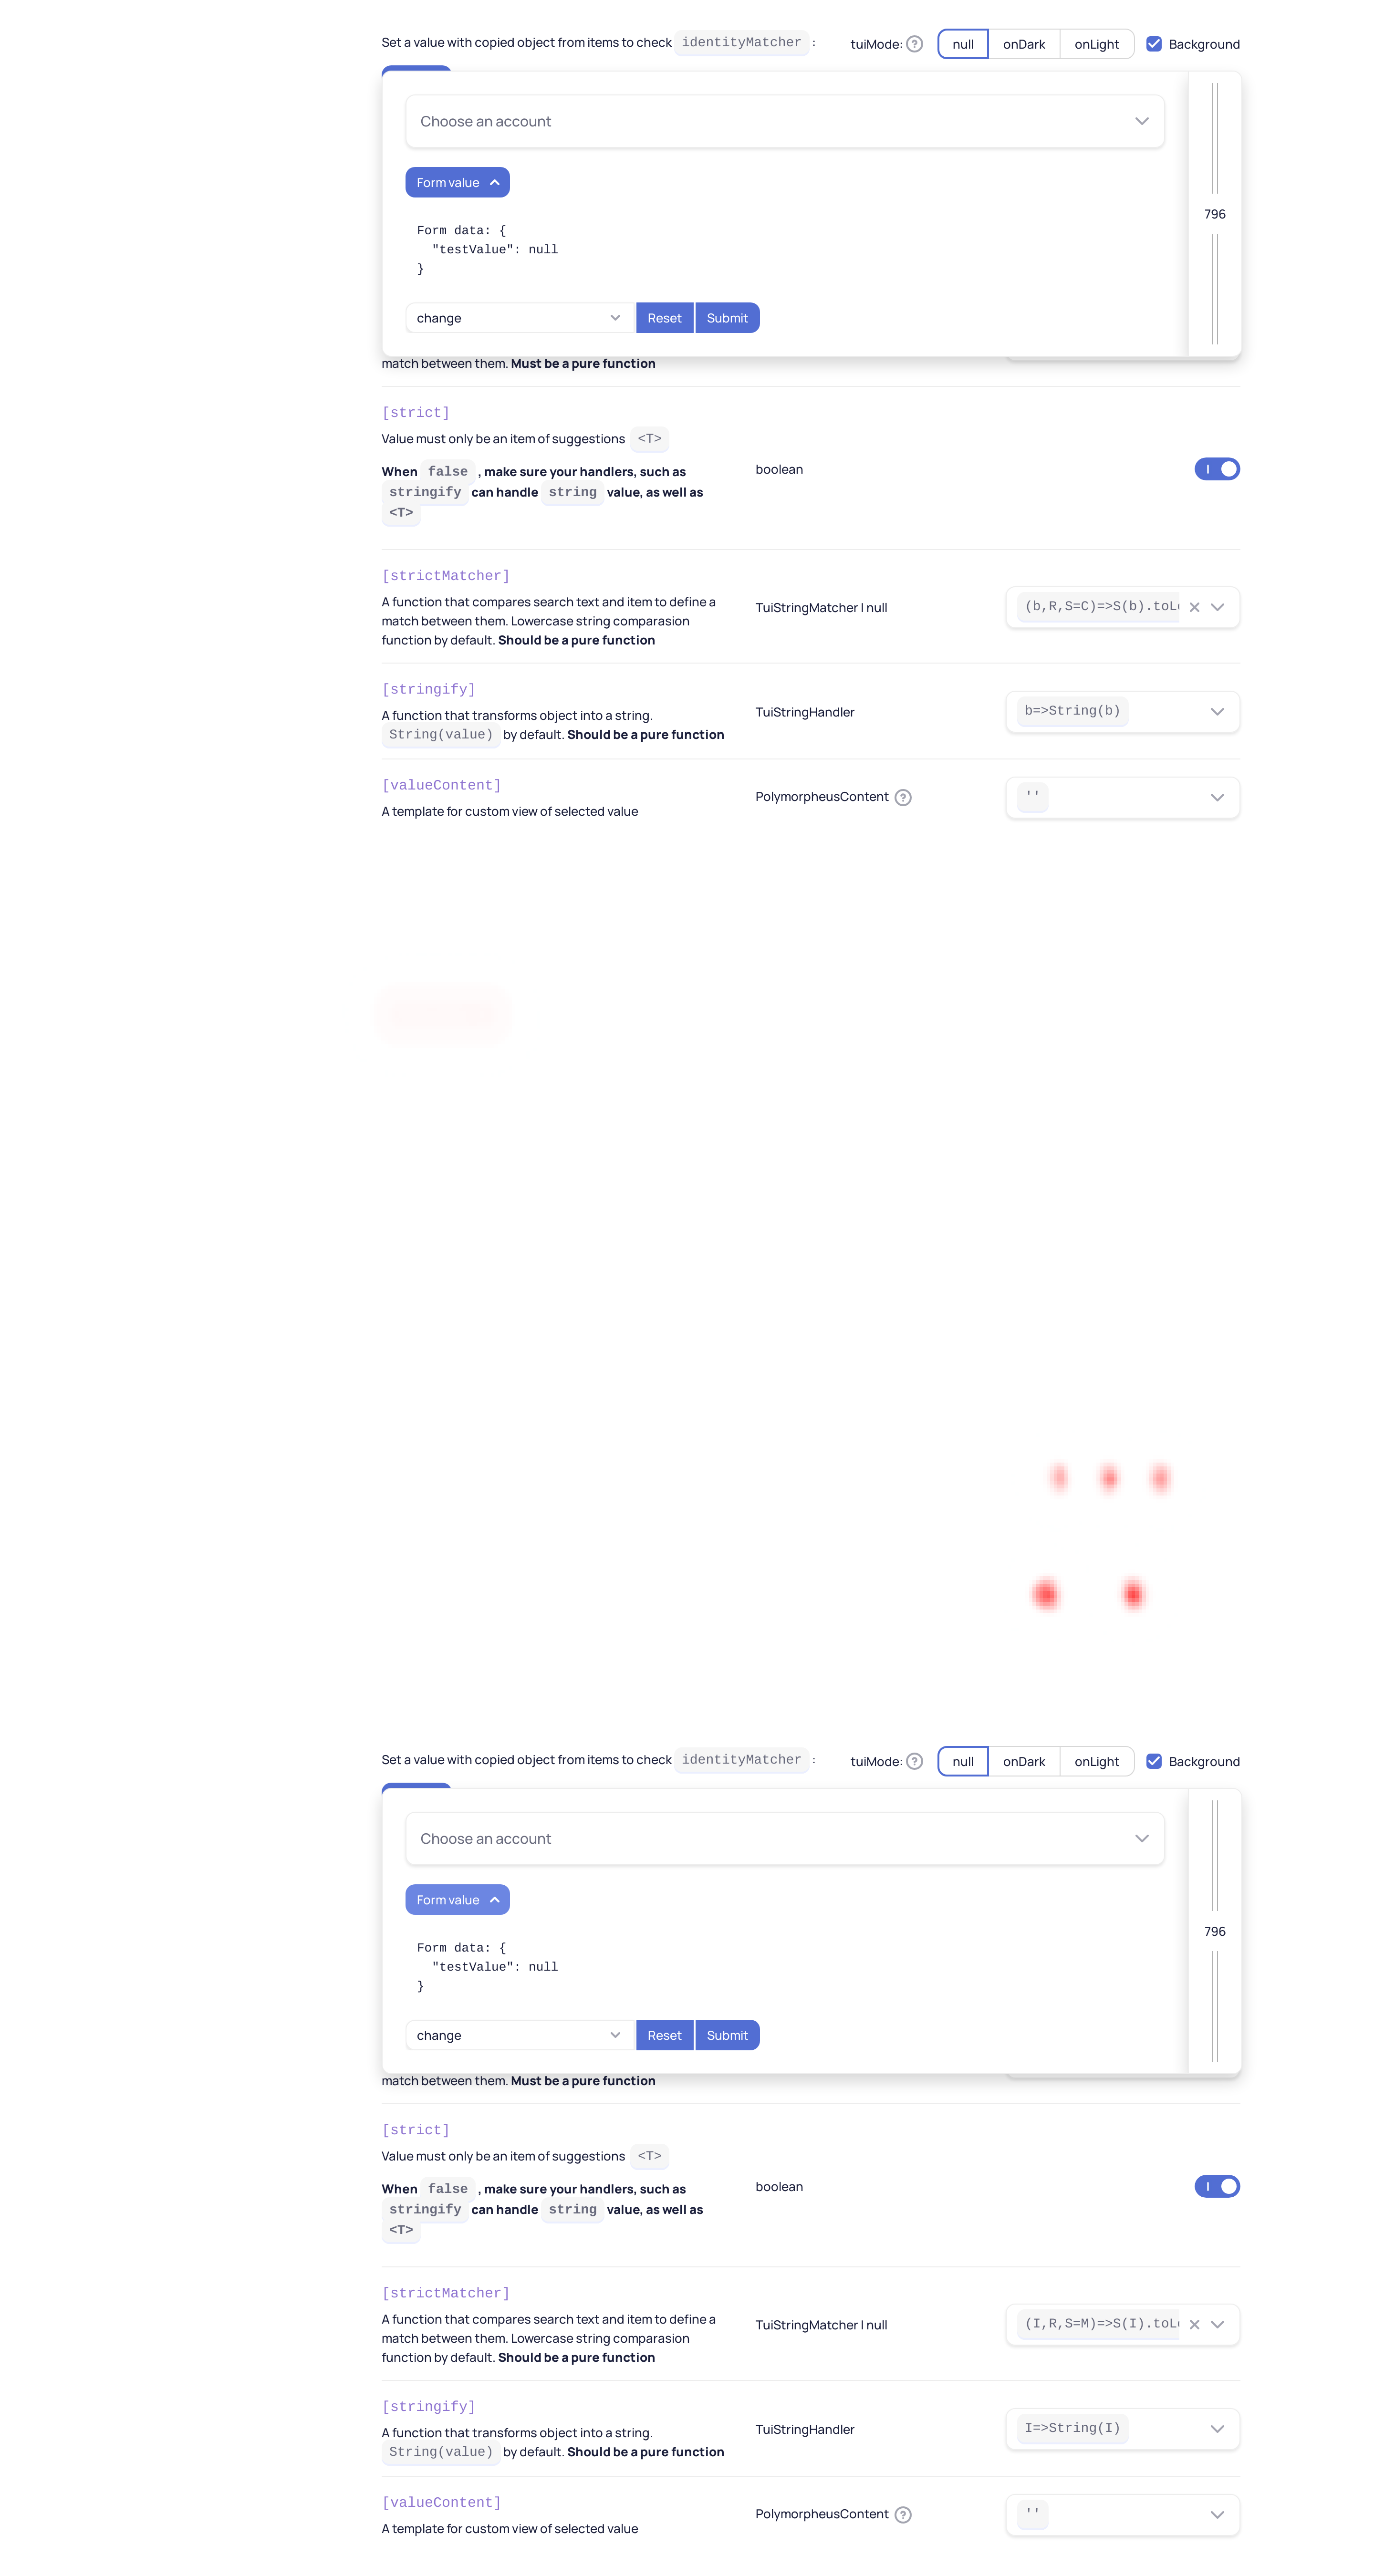 Set a value with copied object from items to check identityMatcher : tuiMode: ? null onDark onLight Background
Choose an account
Form value
796
Form data: {
"testValue": null
}
change Reset Submit
match between them. Must be a pure function
[strict]
Value must only be an item of suggestions <T>
When false , make sure your handlers, such as
boolean
stringify can handle string value, as well as
<T>
[strictMatcher]
A function that compares search text and item to define a
TuiStringMatcher | null (b,R,S=C)=>S(b).toL
match between them. Lowercase string comparasion
function by default. Should be a pure function
[stringify]
A function that transforms object into a string.
TuiStringHandler b=>String(b)
String(value) by default. Should be a pure function
[valueContent]
PolymorpheusContent ? ''
A template for custom view of selected value
Set a value with copied object from items to check identityMatcher : tuiMode: ? null onDark onLight Background
Choose an account
Form value
796
Form data: {
"testValue": null
}
change Reset Submit
match between them. Must be a pure function
[strict]
Value must only be an item of suggestions <T>
When false , make sure your handlers, such as
boolean
stringify can handle string value, as well as
<T>
[strictMatcher]
A function that compares search text and item to define a
TuiStringMatcher | null (I,R,S=M)=>S(I).toL
match between them. Lowercase string comparasion
function by default. Should be a pure function
[stringify]
A function that transforms object into a string.
TuiStringHandler I=>String(I)
String(value) by default. Should be a pure function
[valueContent]
PolymorpheusContent ? ''
A template for custom view of selected value